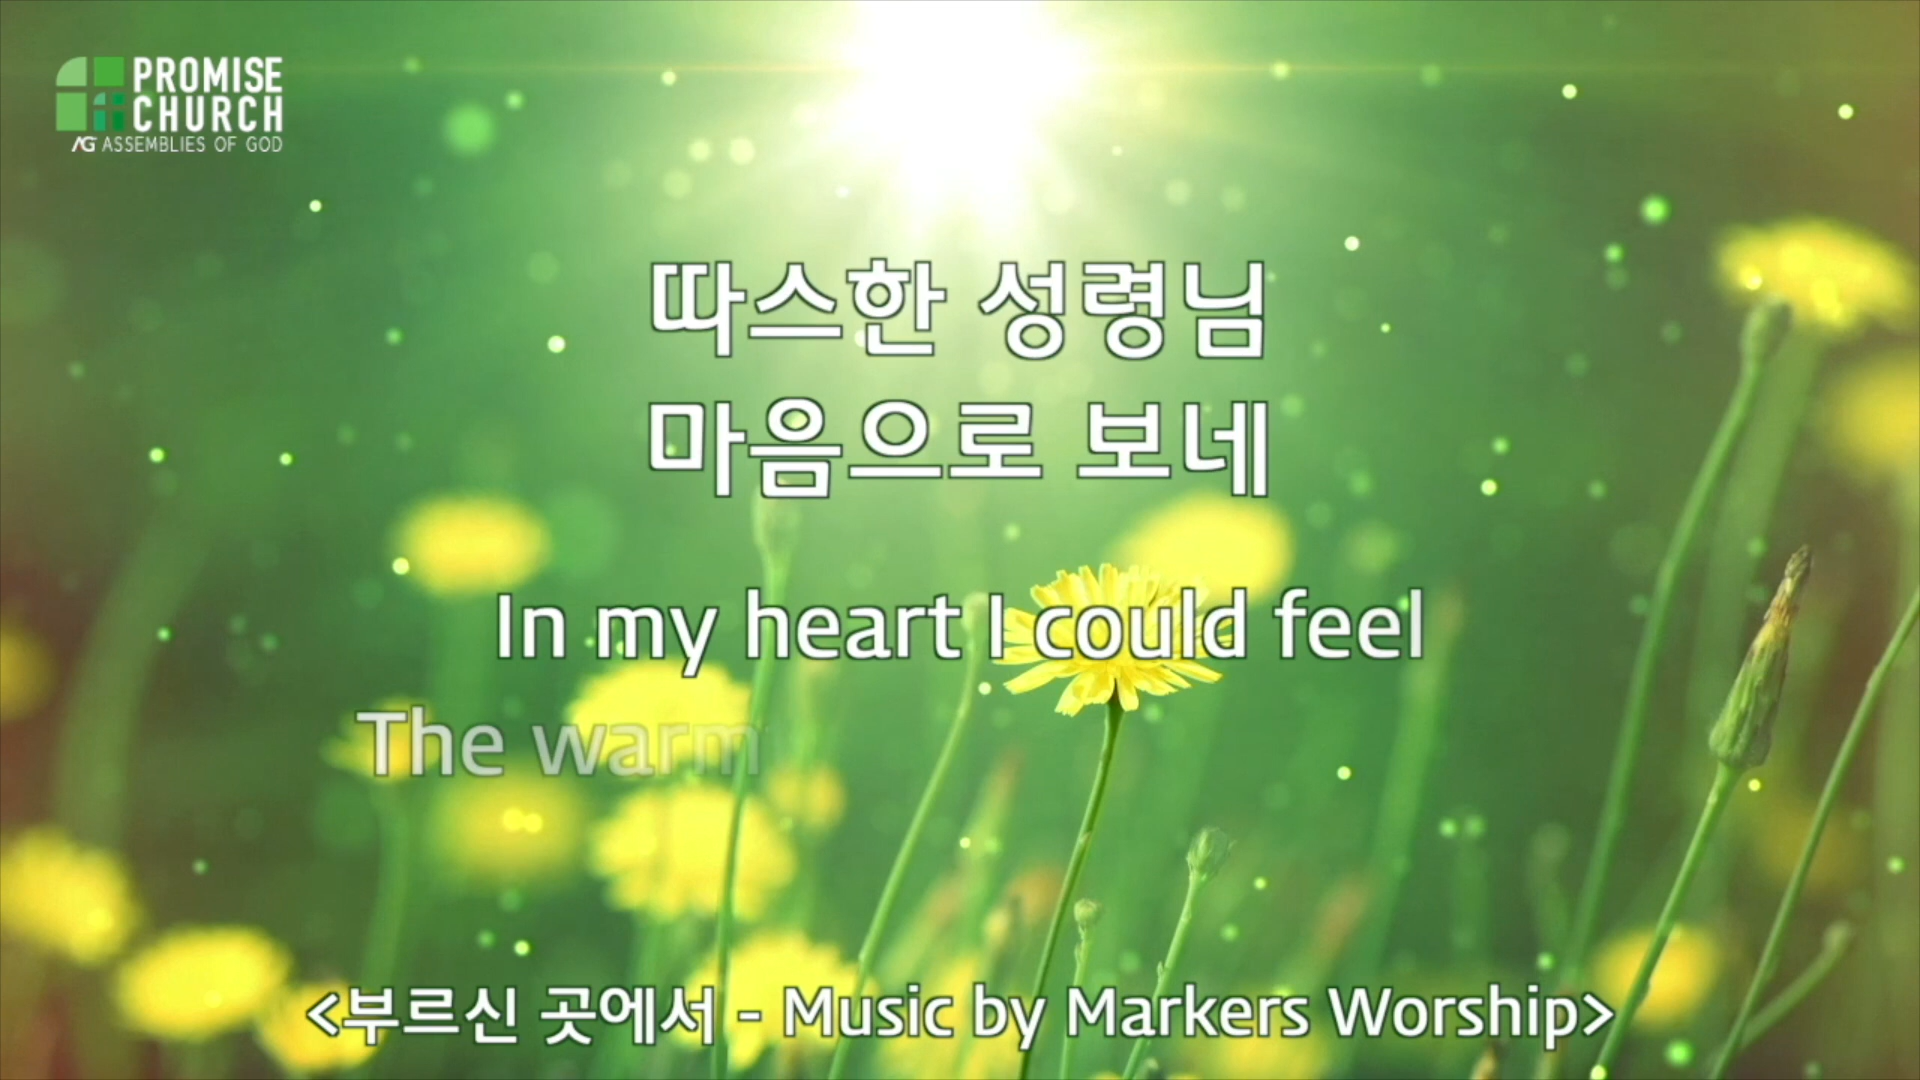 PROMISE
CHURCH
AG ASSEMBLIES OF GOD
따스한 성령님
마음으로 보네
In my heart I could feel
The warm
<부르신 곳에서 - Music by Markers Worship>